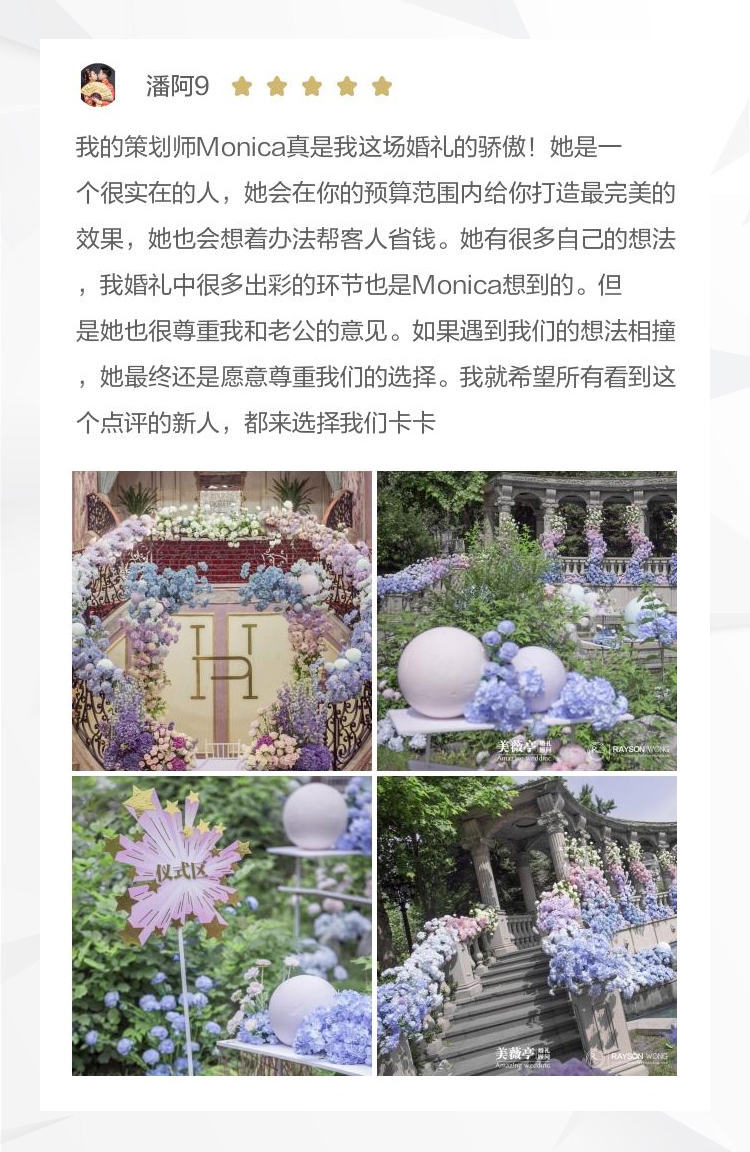 潘阿9
我的策划师Monica真是我这场婚礼的骄傲！她是一
个很实在的人，她会在你的预算范围内给你打造最完美的
效果，她也会想着办法帮客人省钱。她有很多自己的想法
，我婚礼中很多出彩的环节也是Monica想到的。但
是她也很尊重我和老公的意见。如果遇到我们的想法相撞
，她最终还是愿意尊重我们的选择。我就希望所有看到这
个点评的新人，都来选择我们卡卡
H
美薇亭 婚礼顾问
Amazing wedding
RAYSON WONG
仪式区
美薇亭 婚礼顾问
Amazing wedding
RAYSON WONG